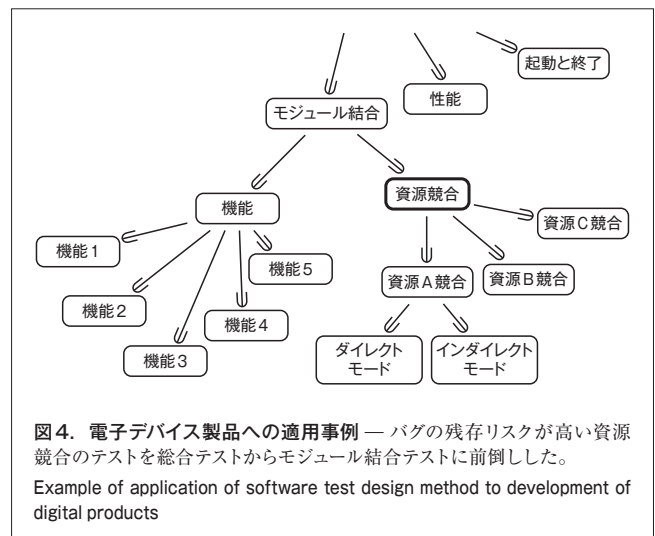 起動と終了
性能
モジュール結合
機能
資源競合
資源C競合
機能1
機能5
資源A競合
資源B競合
機能2
機能4
機能3
ダイレクト
モード
インダイレクト
モード
図4．電子デバイス製品への適用事例 ― バグの残存リスクが高い資源
競合のテストを総合テストからモジュール結合テストに前倒しした。
Example of application of software test design method to development of
digital products